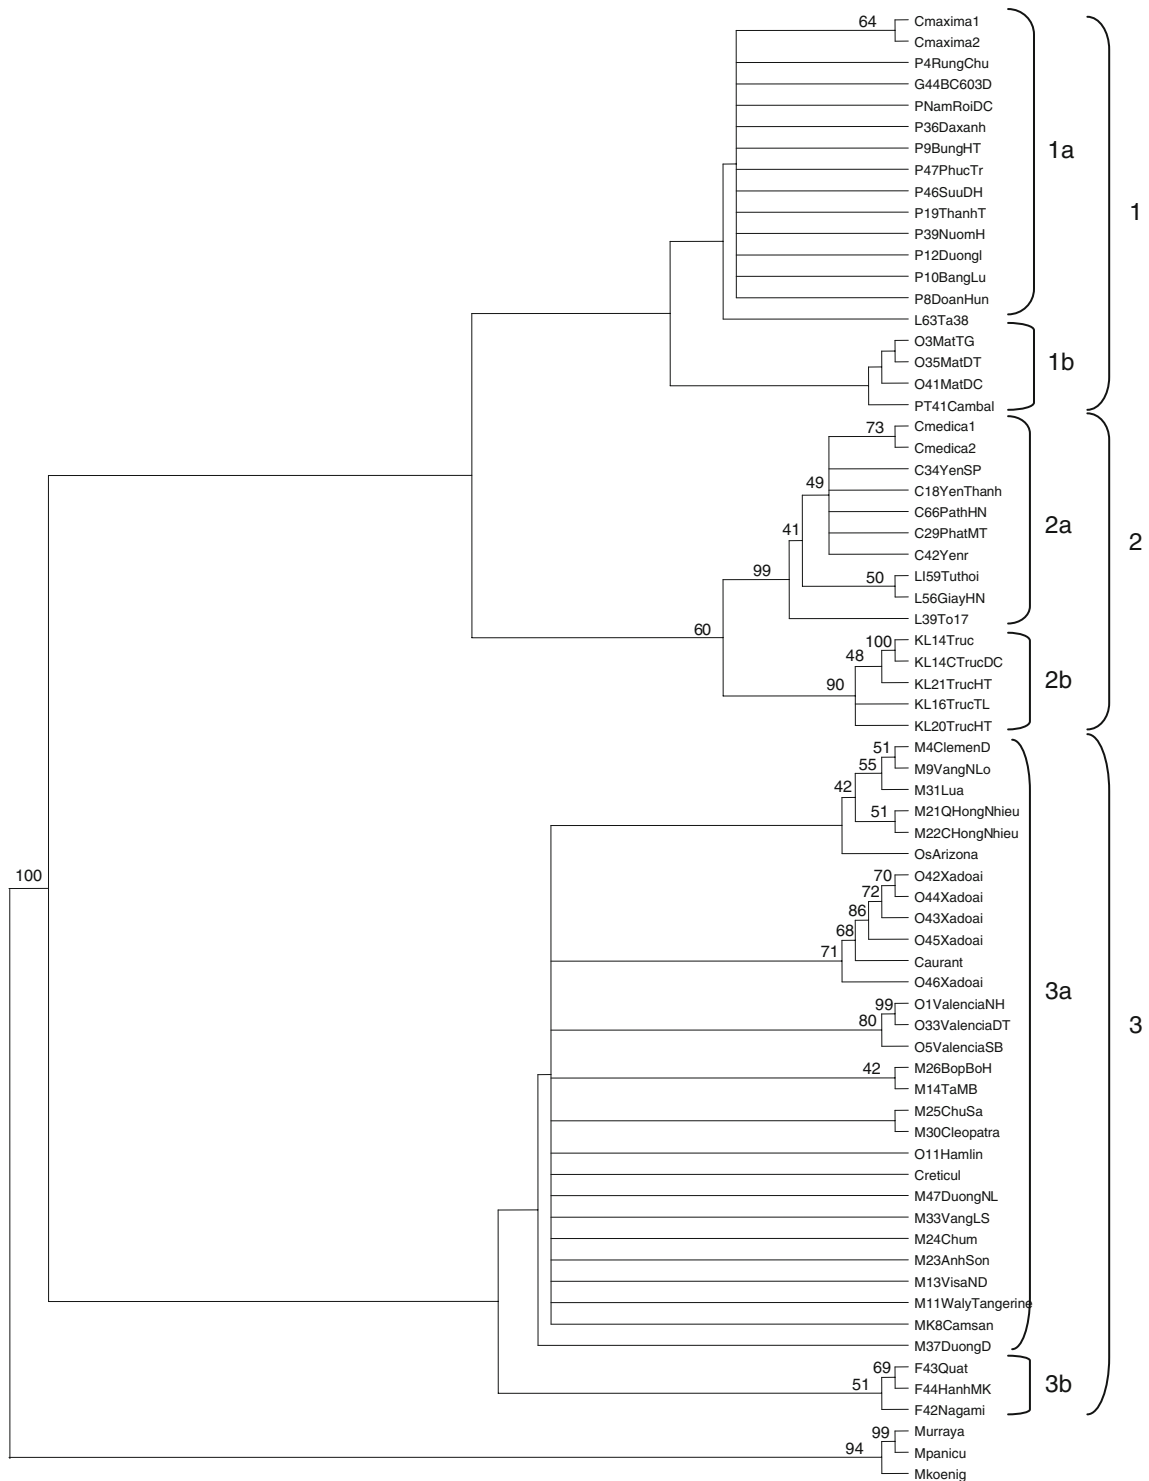 64
Cmaxima1
Cmaxima2
P4RungChu
G44BC603D
PNamRoiDC
P36Daxanh
P9BungHT
1a
P47PhucTr
P46SuuDH
P19ThanhT
1
P39NuomH
P12DuongI
P10BangLu
P8DoanHun
L63Ta38
O3MatTG
O35MatDT
1b
O41MatDC
PT41Cambal
73
Cmedica1
Cmedica2
C34YenSP
49
C18YenThanh
C66PathHN
2a
41
C29PhatMT
2
C42Yenr
99
50
LI59Tuthoi
L56GiayHN
L39To17
60
100
KL14Truc
48
KL14CTrucDC
90
KL21TrucHT
2b
KL16TrucTL
KL20TrucHT
51
M4ClemenD
55
M9VangNLo
42
M31Lua
51
M21QHongNhieu
M22CHongNhieu
OsArizona
100
70
O42Xadoai
72
O44Xadoai
86
O43Xadoai
68
O45Xadoai
71
Caurant
O46Xadoai
3a
99
O1ValenciaNH
80
O33ValenciaDT
3
O5ValenciaSB
42
M26BopBoH
M14TaMB
M25ChuSa
M30Cleopatra
O11Hamlin
Creticul
M47DuongNL
M33VangLS
M24Chum
M23AnhSon
M13VisaND
M11WalyTangerine
MK8Camsan
M37DuongD
69
F43Quat
51
F44HanhMK
3b
F42Nagami
99
Murraya
94
Mpanicu
Mkoenig